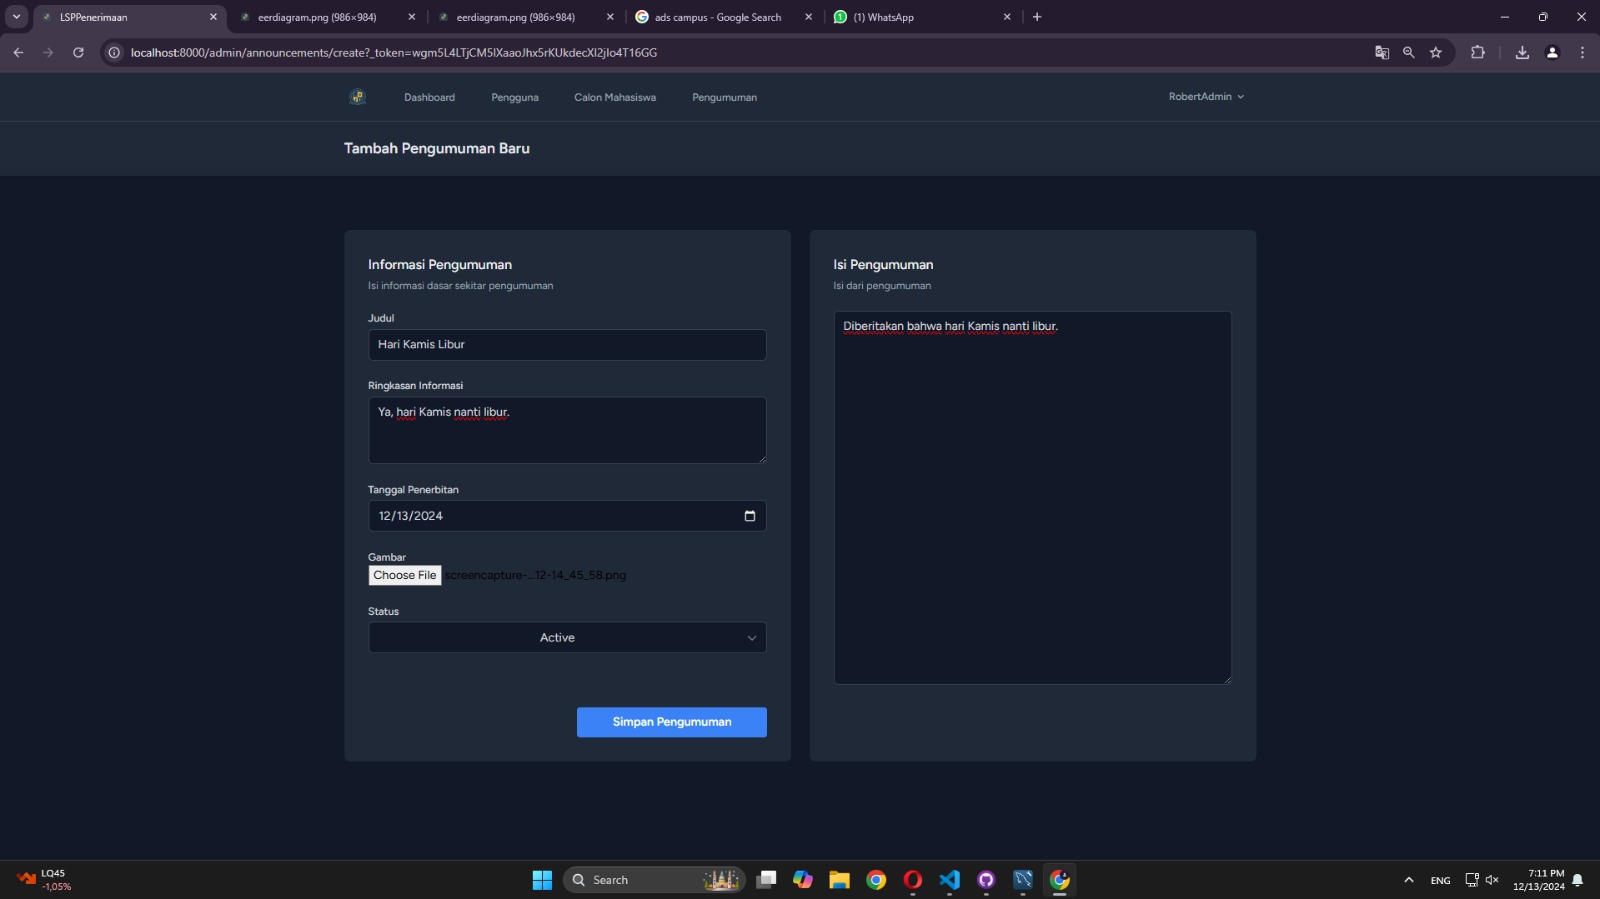 LSPPenerimaan
eerdiagram.png (986×984)
eerdiagram.png (986×984)
ads campus - Google Search
(1) WhatsApp
localhost:8000/admin/announcements/create?_token=wgm5L4LTjCM5lXaaoJhx5rKUkdecXl2jIo4T16GG
Dashboard
Pengguna
Calon Mahasiswa
Pengumuman
RobertAdmin
Tambah Pengumuman Baru
Informasi Pengumuman
Isi informasi dasar sekitar pengumuman
Judul
Hari Kamis Libur
Ringkasan Informasi
Ya, hari Kamis nanti libur.
Tanggal Penerbitan
12/13/2024
Gambar
Choose File screencapture-...12-14_45_58.png
Status
Active
Simpan Pengumuman
Isi Pengumuman
Isi dari pengumuman
Diberitakan bahwa hari Kamis nanti libur.
LQ45
-1,05%
Search
ENG
7:11 PM
12/13/2024